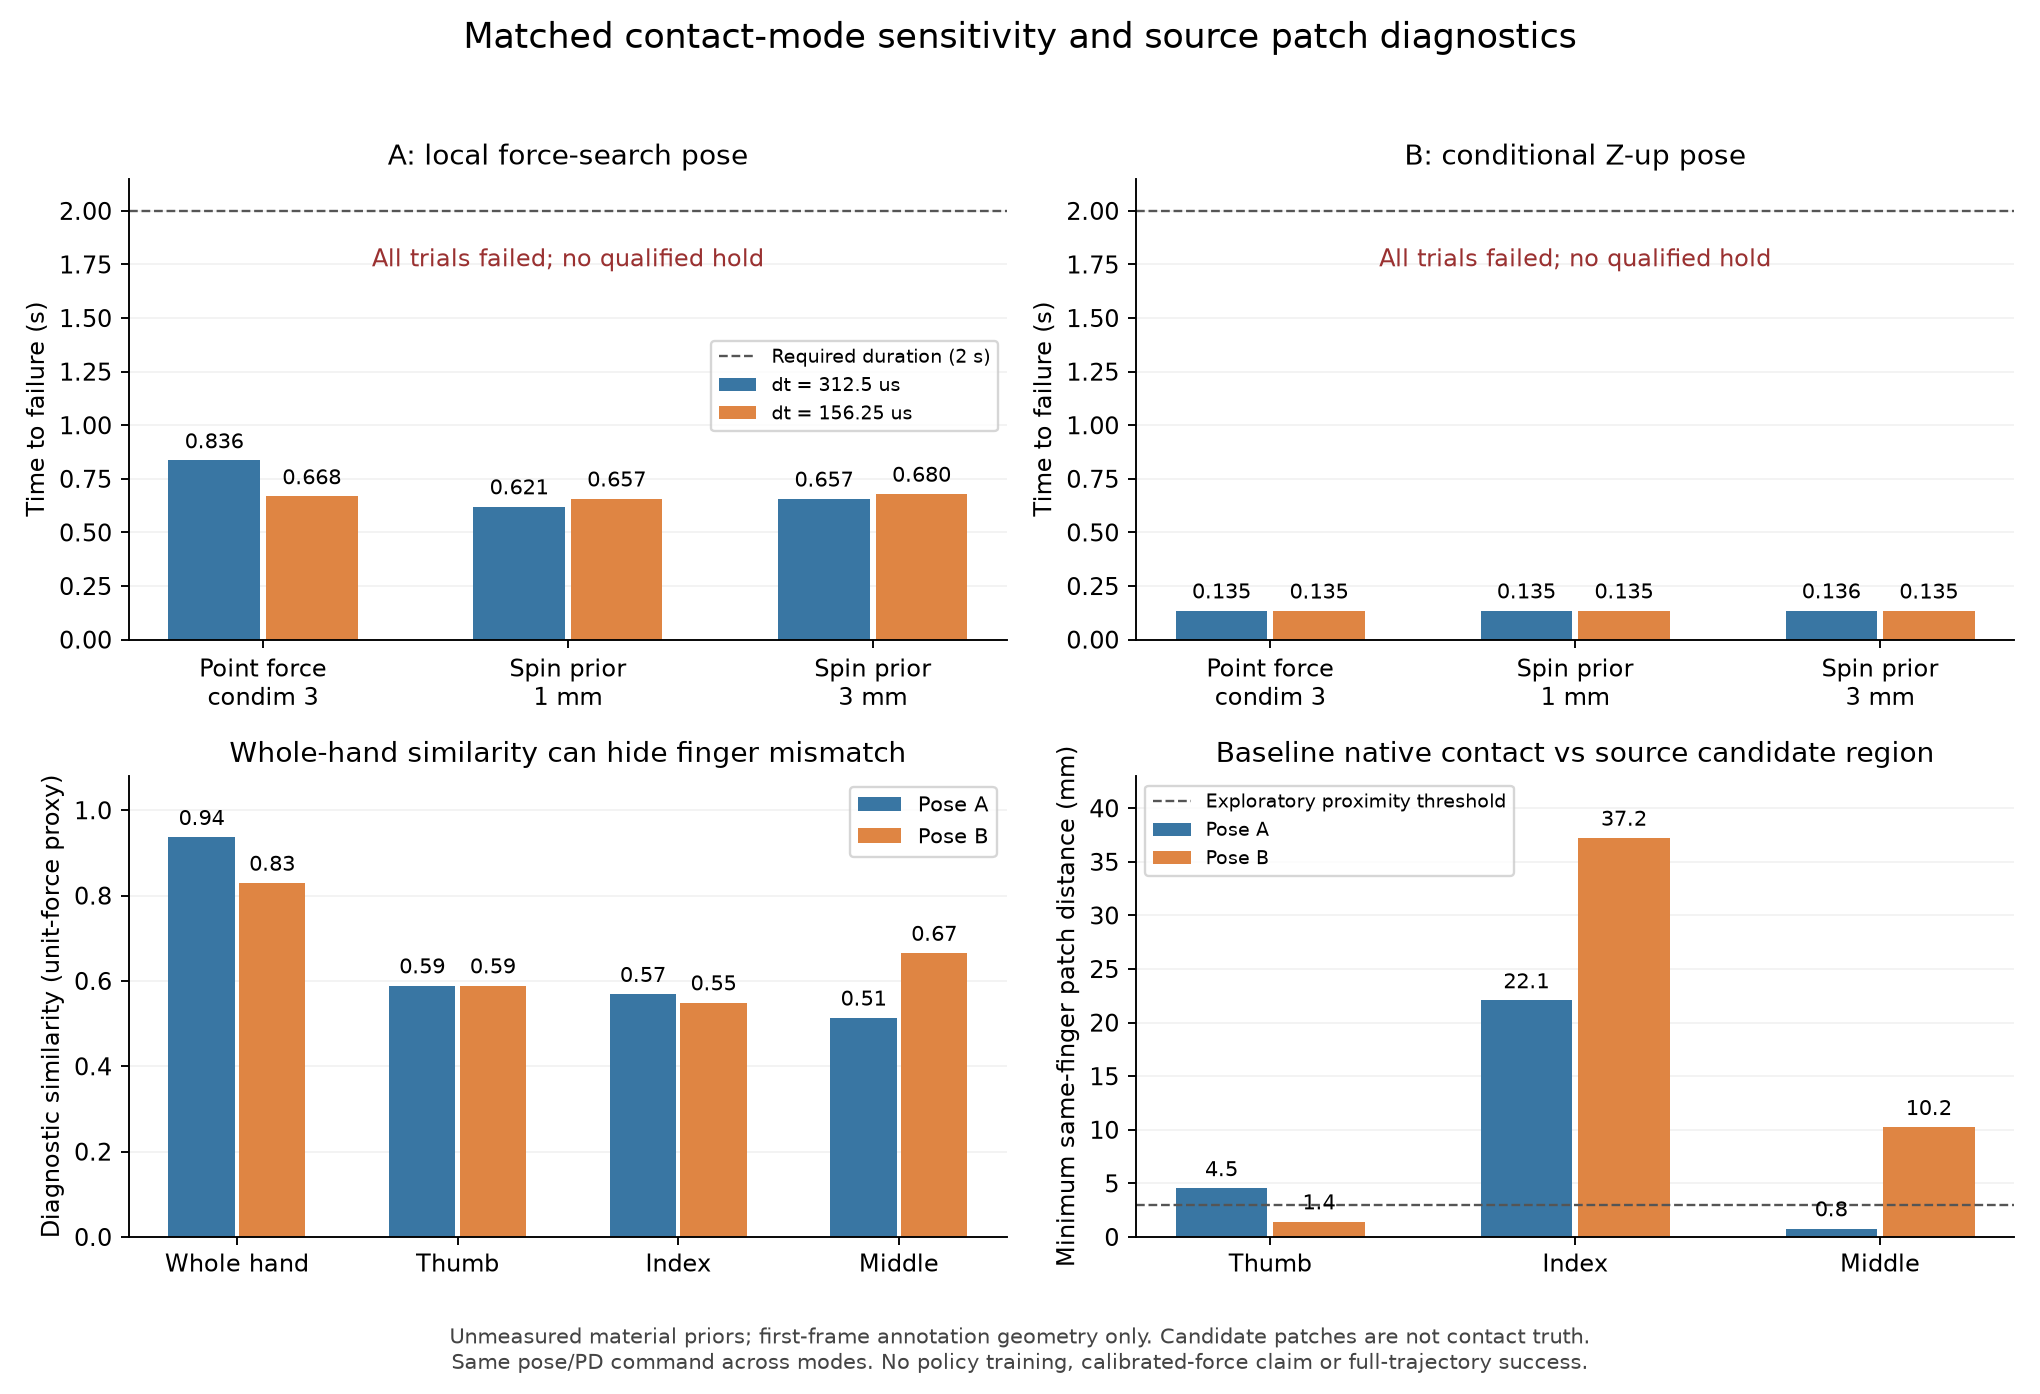 Matched contact-mode sensitivity and source patch diagnostics
A: local force-search pose
Time to failure (s)
2.00
1.75
1.50
1.25
1.00
0.75
0.50
0.25
0.00
All trials failed; no qualified hold
Required duration (2 s)
dt = 312.5 us
dt = 156.25 us
0.836
0.668
0.621
0.657
0.657
0.680
Point force
condim 3
Spin prior
1 mm
Spin prior
3 mm
B: conditional Z-up pose
Time to failure (s)
2.00
1.75
1.50
1.25
1.00
0.75
0.50
0.25
0.00
All trials failed; no qualified hold
0.135
0.135
0.135
0.135
0.136
0.135
Point force
condim 3
Spin prior
1 mm
Spin prior
3 mm
Whole-hand similarity can hide finger mismatch
Diagnostic similarity (unit-force proxy)
1.0
0.8
0.6
0.4
0.2
0.0
Pose A
Pose B
0.94
0.83
0.59
0.59
0.57
0.55
0.51
0.67
Whole hand
Thumb
Index
Middle
Baseline native contact vs source candidate region
Minimum same-finger patch distance (mm)
40
35
30
25
20
15
10
5
0
Exploratory proximity threshold
Pose A
Pose B
4.5
1.4
22.1
37.2
0.8
10.2
Thumb
Index
Middle
Unmeasured material priors; first-frame annotation geometry only. Candidate patches are not contact truth.
Same pose/PD command across modes. No policy training, calibrated-force claim or full-trajectory success.